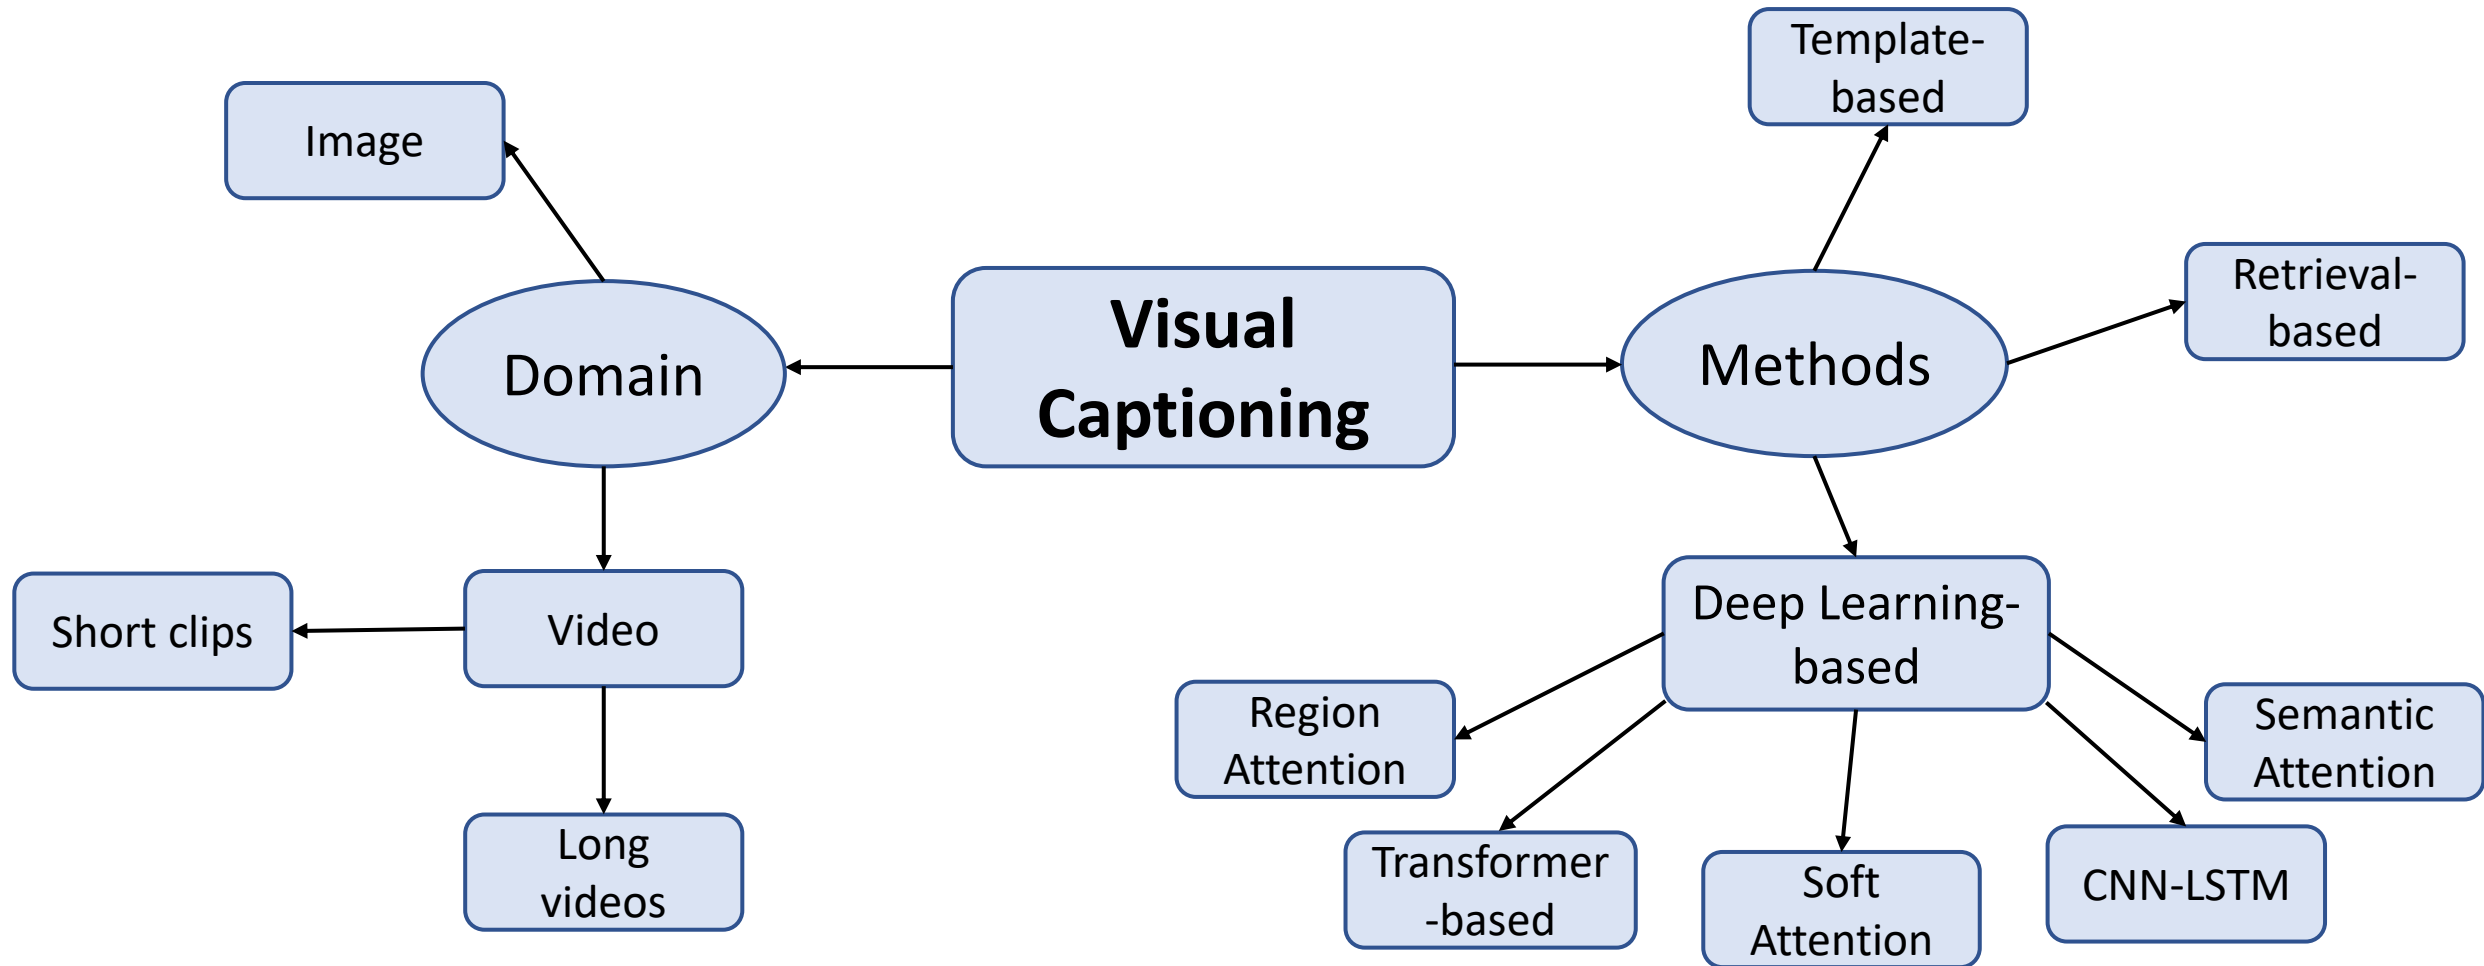 Template-
based
Image
Retrieval-
based
Visual
Captioning
Domain
Methods
Short clips
Video
Deep Learning-
based
Region
Attention
Semantic
Attention
Long
videos
Transformer
-based
Soft
Attention
CNN-LSTM